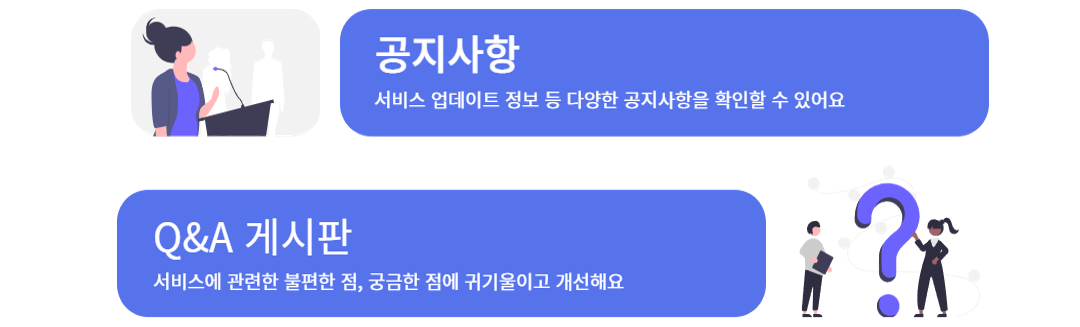 공지사항
서비스 업데이트 정보 등 다양한 공지사항을 확인할 수 있어요
Q&A 게시판
서비스에 관련한 불편한 점, 궁금한 점에 귀기울이고 개선해요